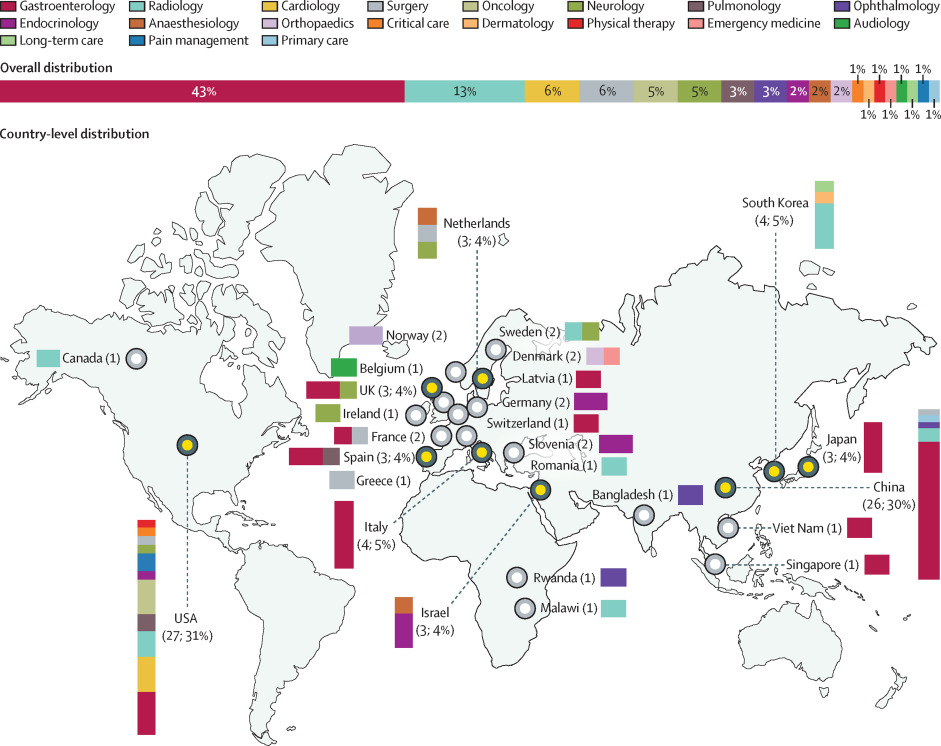 Gastroenterology Radiology Cardiology Surgery Oncology Neurology Pulmonology Ophthalmology
Endocrinology Anaesthesiology Orthopaedics Critical care Dermatology Physical therapy Emergency medicine Audiology
Long-term care Pain management Primary care
Overall distribution
1% 1% 1% 1%
43% 13% 6% 6% 5% 5% 3% 3% 2% 2% 2%
1% 1% 1% 1%
Country-level distribution
South Korea
(4; 5%)
Netherlands
(3; 4%)
Norway (2)
Sweden (2)
Canada (1)
Denmark (2)
Belgium (1)
Latvia (1)
UK (3; 4%)
Germany (2)
Ireland (1)
Switzerland (1)
France (2)
Slovenia (2)
Japan
(3; 4%)
Spain (3; 4%)
Romania (1)
Greece (1)
Bangladesh (1)
China
(26; 30%)
Italy
(4; 5%)
Viet Nam (1)
Singapore (1)
Rwanda (1)
Malawi (1)
Israel
(3; 4%)
USA
(27; 31%)